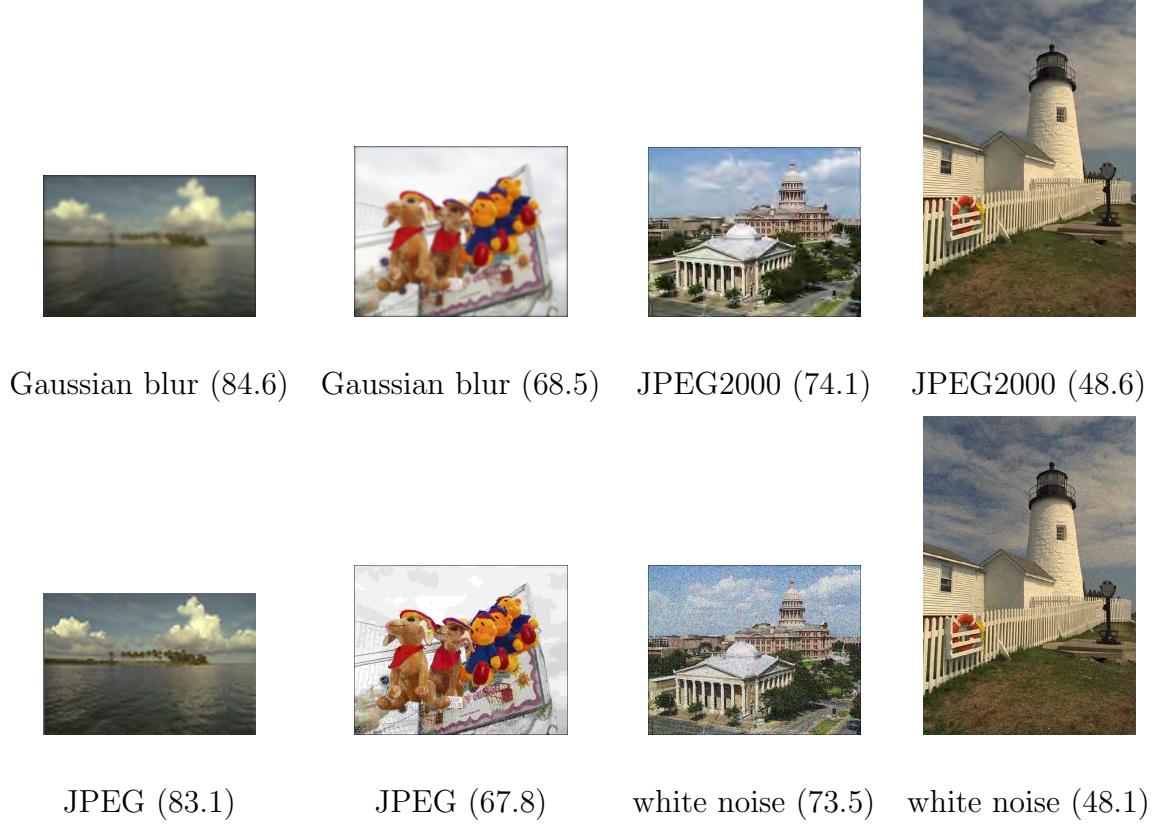 Gaussian blur (84.6) Gaussian blur (68.5) JPEG2000 (74.1) JPEG2000 (48.6)
JPEG (83.1) JPEG (67.8) white noise (73.5) white noise (48.1)